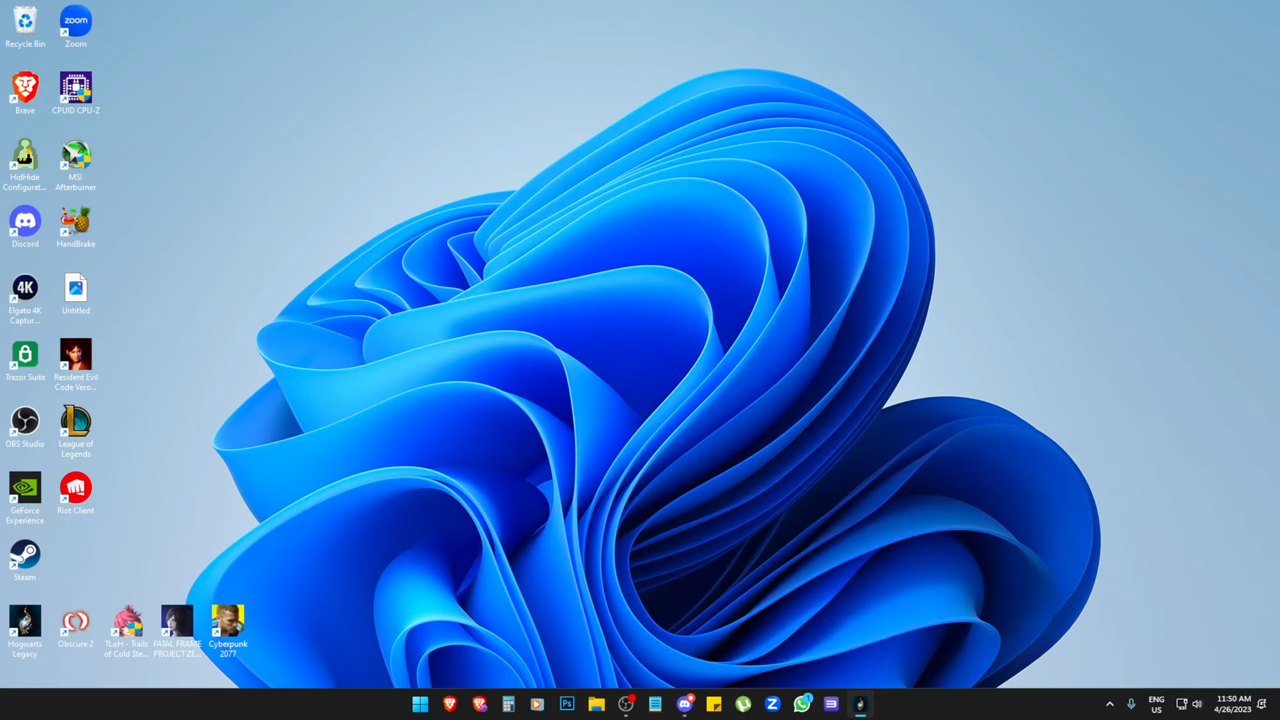 Recycle Bin
zoom
Zoom
Brave
CPUID CPU-Z
HidHide
Configurat...
MSI
Afterburner
Discord
HandBrake
4K
Elgato 4K
Captur...
Untitled
Trezor Suite
Resident Evil
Code Vero...
OBS Studio
League of
Legends
GeForce
Experience
Riot Client
Steam
Hogwarts
Legacy
Obscure 2
TLoH - Trails
of Cold Ste...
FATAL FRAME
PROJECT ZE...
Cyberpunk
2077
Ps
Z
1
ENG
US
11:50 AM
4/26/2023